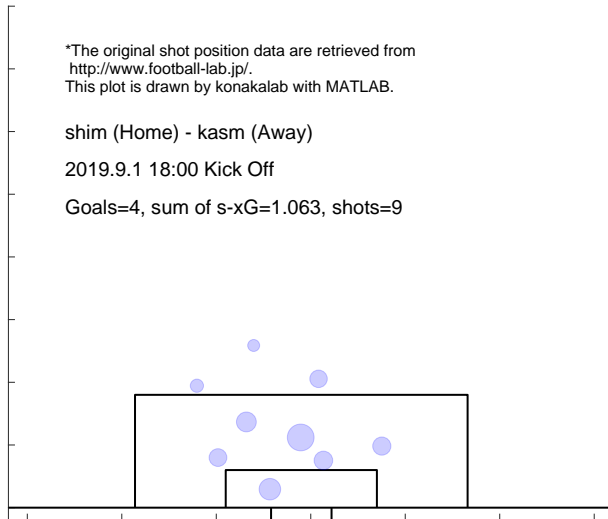 *The original shot position data are retrieved from
http://www.football-lab.jp/.
This plot is drawn by konakalab with MATLAB.
shim (Home) - kasm (Away)
2019.9.1 18:00 Kick Off
Goals=4, sum of s-xG=1.063, shots=9